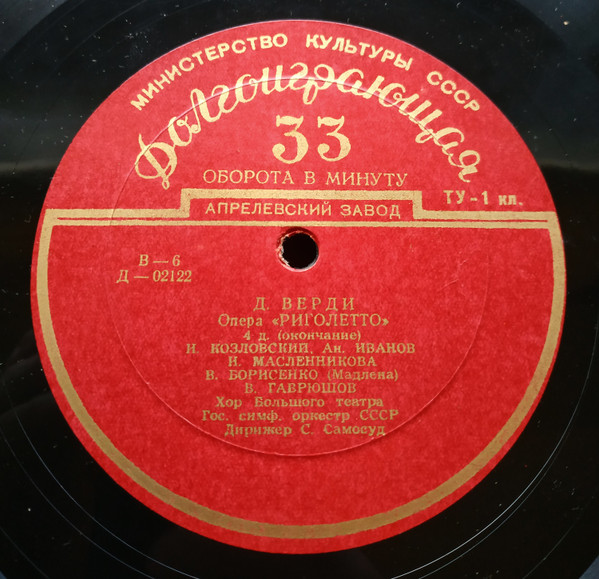 МИНИСТЕРСТВО КУЛЬТУРЫ СССР
Долгоиграющая
33
ОБОРОТА В МИНУТУ
ТУ-1 кл.
АПРЕЛЕВСКИЙ ЗАВОД
В — 6
Д — 02122
Д. ВЕРДИ
Опера «РИГОЛЕТТО»
4 д. (окончание)
И. КОЗЛОВСКИЙ, Ан. ИВАНОВ
И. МАСЛЕННИКОВА
В. БОРИСЕНКО (Мадлена)
В. ГАВРЮШОВ
Хор Большого театра
Гос. симф. оркестр СССР
Дирижер С. Самосуд